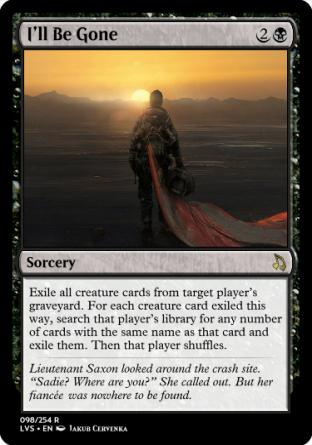 I'll Be Gone 2
Sorcery
Exile all creature cards from target player's
graveyard. For each creature card exiled this
way, search that player's library for any number
of cards with the same name as that card and
exile them. Then that player shuffles.
Lieutenant Saxon looked around the crash site.
“Sadie? Where are you?” She called out. But her
fiancée was nowhere to be found.
098/254 R
LVS • EN Jakub Cervenka